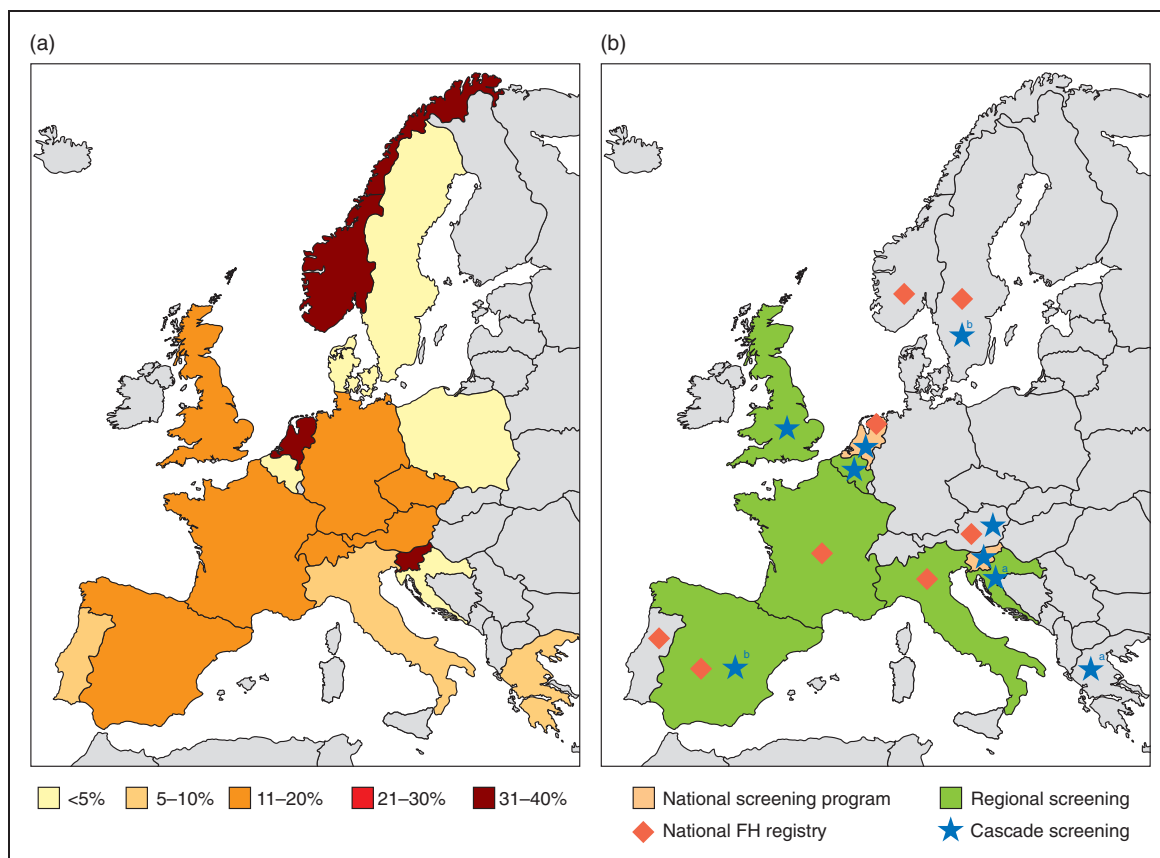 (a)
(b)
b
a
b
a
<5%
5–10%
11–20%
21–30%
31–40%
National screening program
Regional screening
National FH registry
Cascade screening